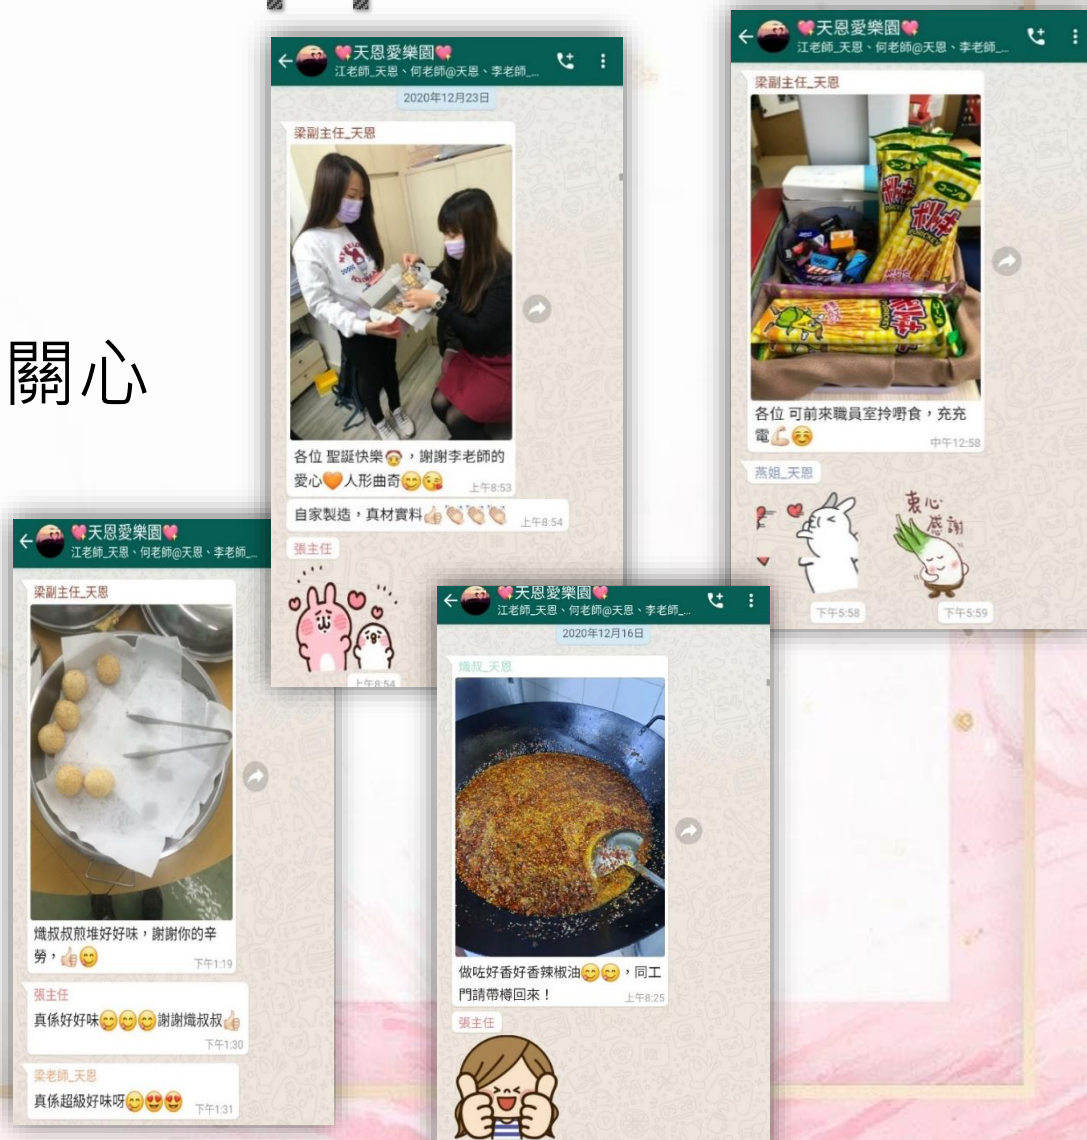 關心
💖天恩愛樂園💖
江老師_天恩、何老師@天恩、李老師_...
2020年12月23日
梁副主任_天恩
各位 聖誕快樂🎅，謝謝李老師的
愛心🧡人形曲奇😋😘
上午8:53
自家製造，真材實料👍🏻👏🏻👏🏻👏🏻
上午8:54
張主任
上午8:54
💖天恩愛樂園💖
江老師_天恩、何老師@天恩、李老師_...
梁副主任_天恩
コーン味
ポリッキー
各位 可前來職員室拎嘢食，充充
電💪🏻☺️
中午12:58
燕姐_天恩
衷心
感謝
下午5:58
下午5:59
💖天恩愛樂園💖
江老師_天恩、何老師@天恩、李老師_...
梁副主任_天恩
熾叔叔煎堆好好味，謝謝你的辛
勞，👍🏻😋
下午1:19
張主任
真係好好味😋😋😋謝謝熾叔叔👍🏻
下午1:30
梁老師_天恩
真係超級好味呀😋😍😍
下午1:31
💖天恩愛樂園💖
江老師_天恩、何老師@天恩、李老師_...
2020年12月16日
熾叔_天恩
做咗好香好香辣椒油😋😋，同工
門請帶樽回來！
上午8:25
張主任